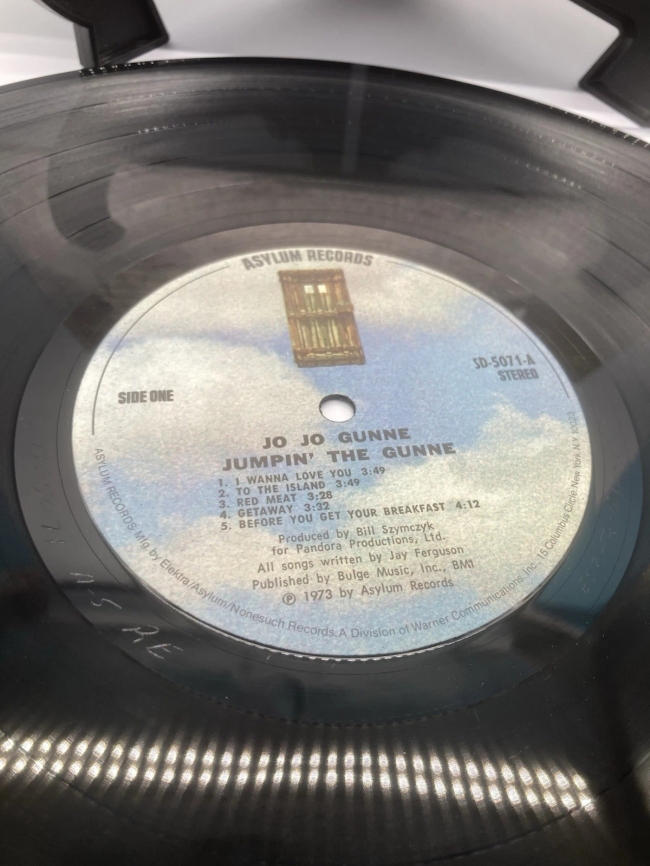 ASYLUM RECORDS
SD-5071-A
STEREO
SIDE ONE
JO JO GUNNE
JUMPIN' THE GUNNE
1. I WANNA LOVE YOU 3:49
2. TO THE ISLAND 3:49
3. RED MEAT 3:28
4. GETAWAY 3:32
5. BEFORE YOU GET YOUR BREAKFAST 4:12
Produced by Bill Szymczyk
for Pandora Productions, Ltd.
All songs written by Jay Ferguson
Published by Bulge Music, Inc., BMI
℗ 1973 by Asylum Records
ASYLUM RECORDS Mfg. by Elektra/Asylum/Nonesuch Records. A Division of Warner Communications, Inc. 15 Columbus Circle, New York, N.Y. 10023
A-5 RE